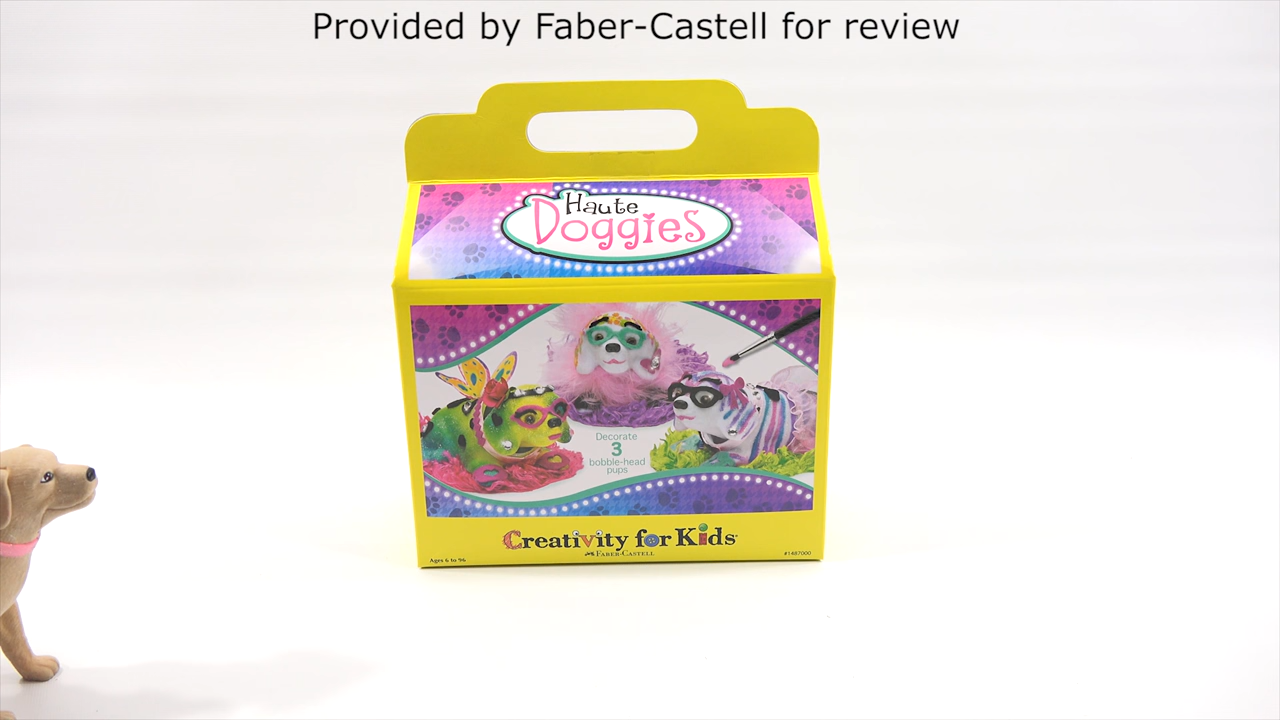 Provided by Faber-Castell for review
Haute
Doggies
Decorate
3
bobble-head
pups
Creativity for Kids
FABER-CASTELL
Ages 6 to 96
#1487000